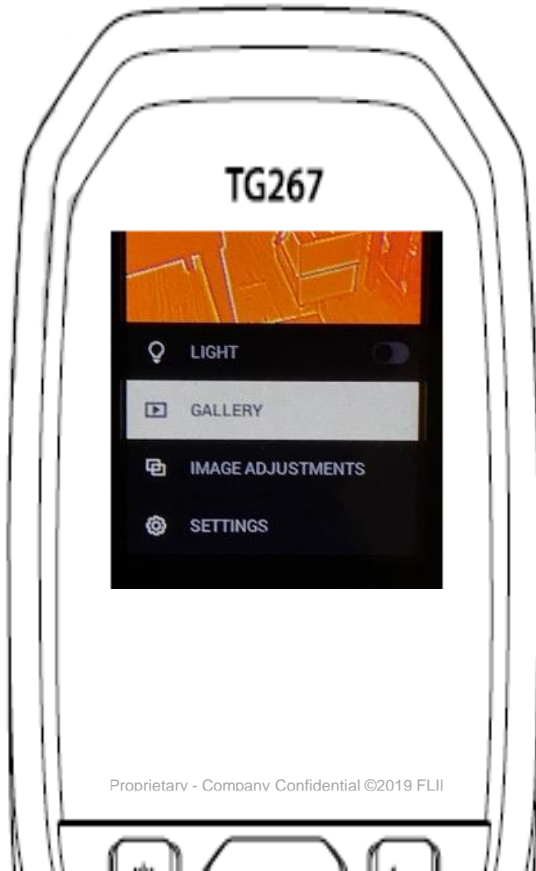 TG267
LIGHT
GALLERY
IMAGE ADJUSTMENTS
SETTINGS
Proprietary - Company Confidential ©2019